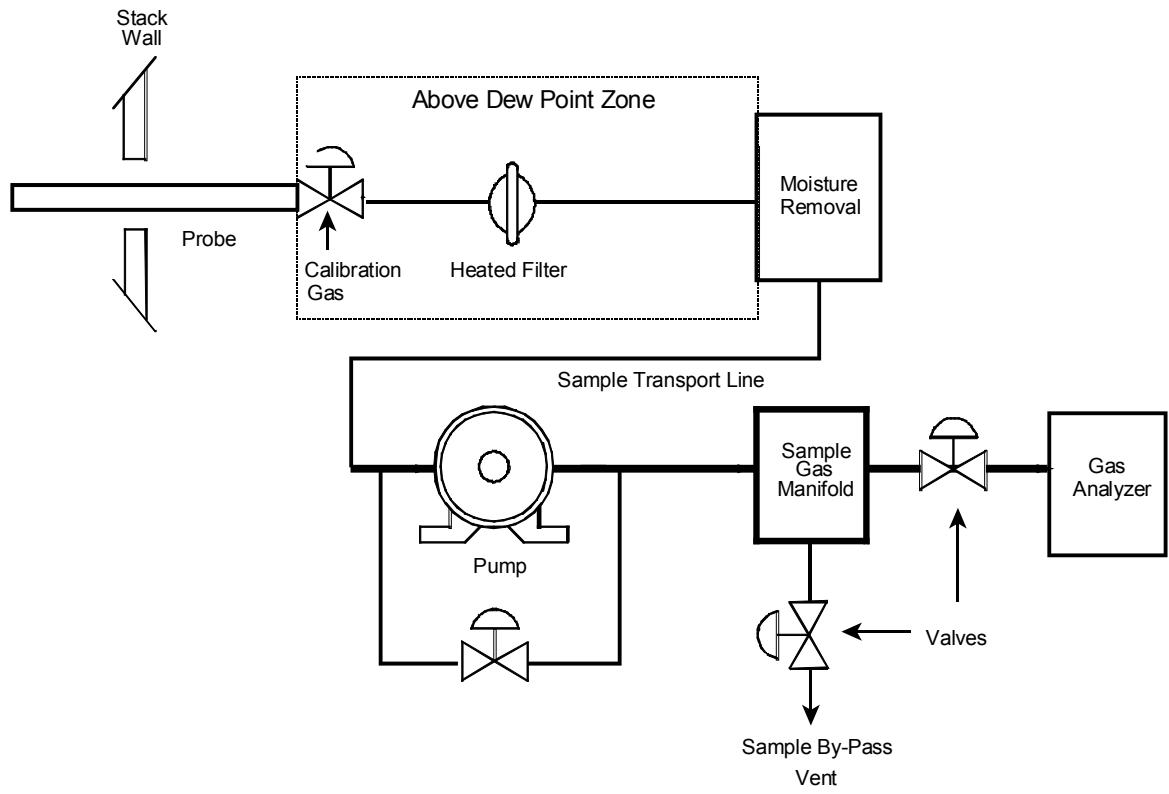 Stack
Wall
Above Dew Point Zone
Moisture
Removal
Probe
Calibration
Gas
Heated Filter
Sample Transport Line
Sample
Gas
Manifold
Gas
Analyzer
Pump
Valves
Sample By-Pass
Vent